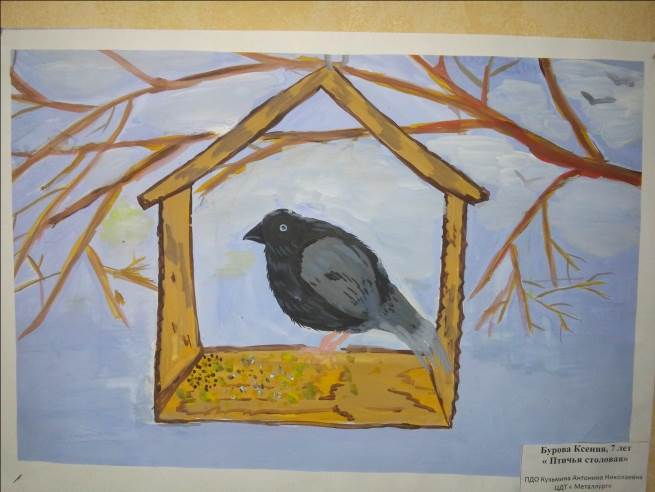 Бурова Ксения, 7 лет
« Птичья столовая»
ПДО Кузьмина Антонина Николаевна
ЦДТ « Металлург»